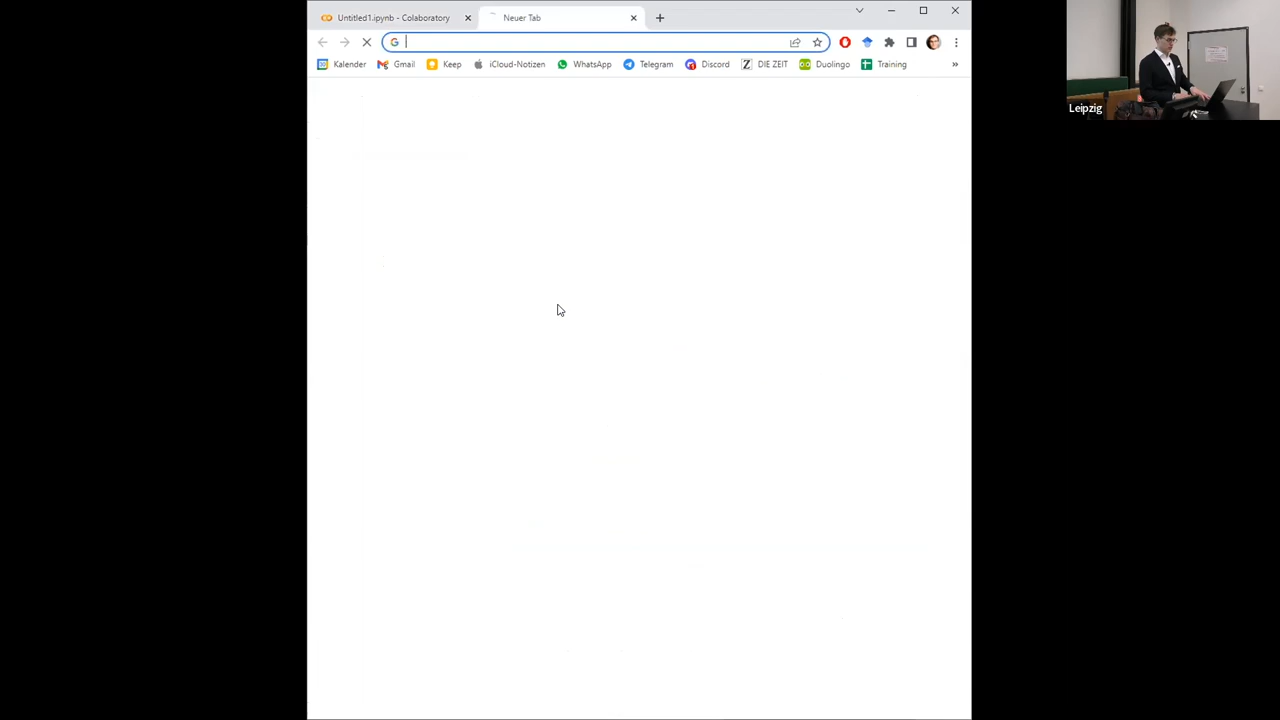 Untitled1.ipynb - Colaboratory
Neuer Tab
Kalender
Gmail
Keep
iCloud-Notizen
WhatsApp
Telegram
Discord
DIE ZEIT
Duolingo
Training
Leipzig